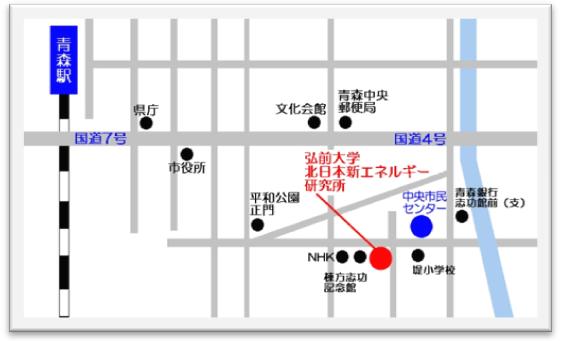 青森駅
県庁
文化会館
青森中央
郵便局
国道7号
国道4号
市役所
弘前大学
北日本新エネルギー
研究所
平和公園
正門
中央市民
センター
青森銀行
志功館前（支）
NHK
棟方志功
記念館
堤小学校